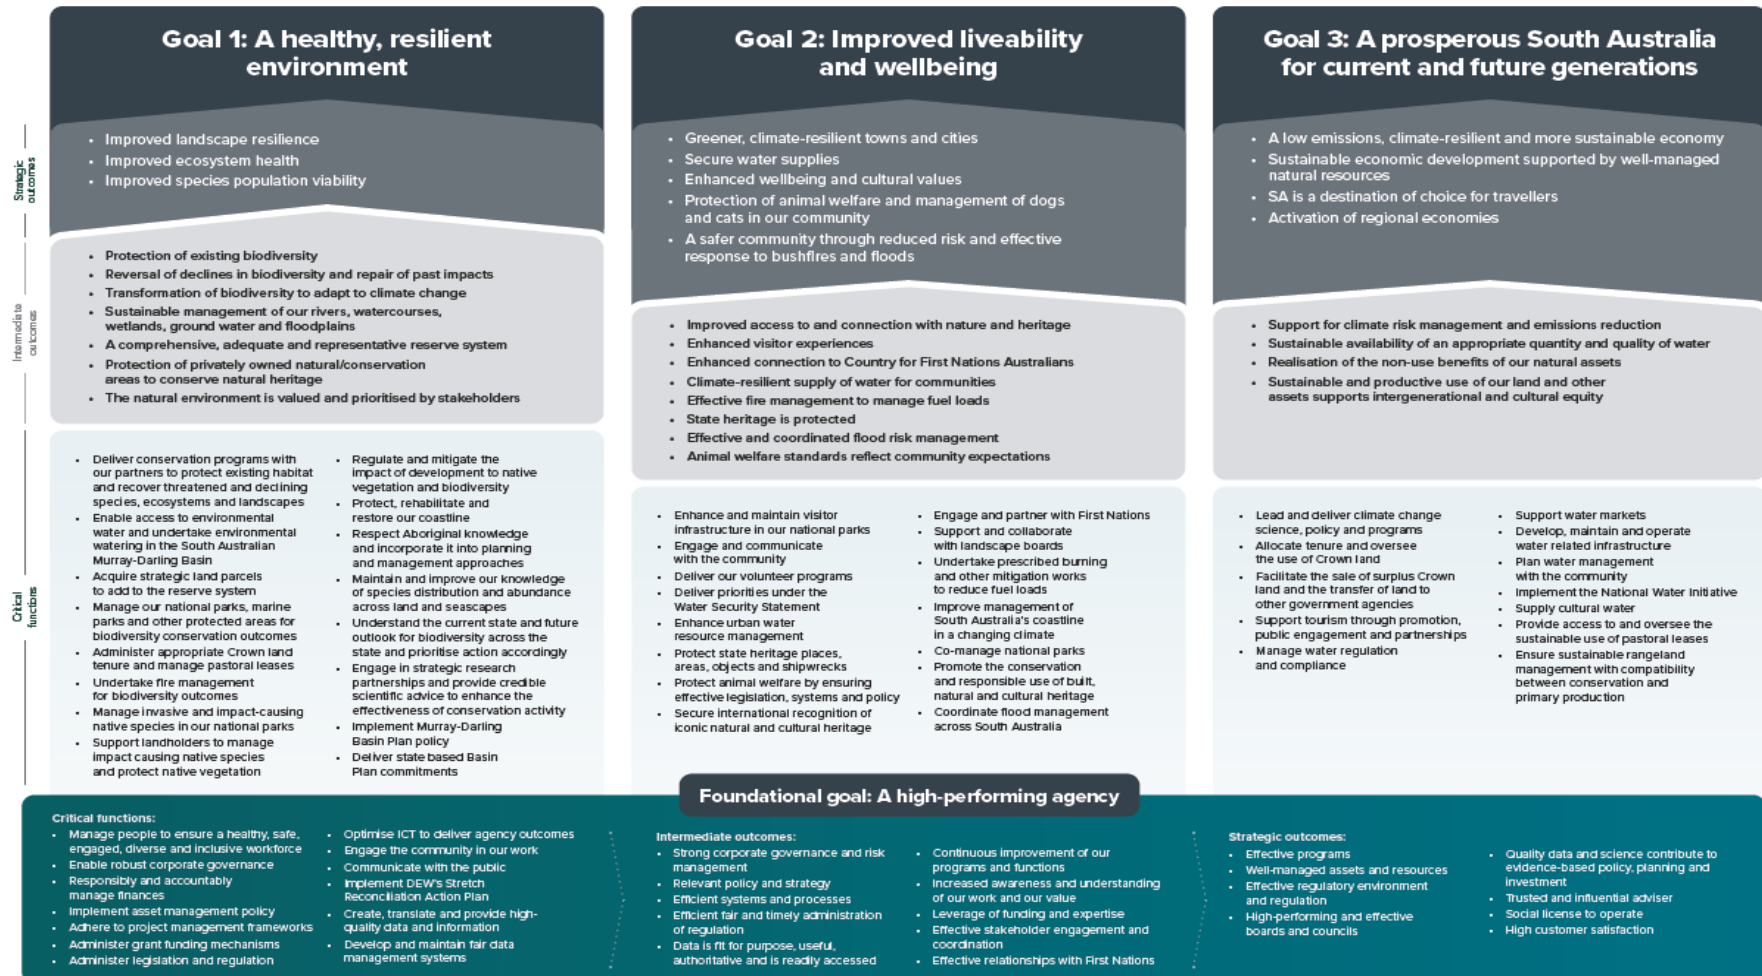 Goal 1: A healthy, resilient
environment
Strategic
outcomes
• Improved landscape resilience
• Improved ecosystem health
• Improved species population viability
Intermediate
outcomes
• Protection of existing biodiversity
• Reversal of declines in biodiversity and repair of past impacts
• Transformation of biodiversity to adapt to climate change
• Sustainable management of our rivers, watercourses,
wetlands, ground water and floodplains
• A comprehensive, adequate and representative reserve system
• Protection of privately owned natural/conservation
areas to conserve natural heritage
• The natural environment is valued and prioritised by stakeholders
Critical
functions
• Deliver conservation programs with
our partners to protect existing habitat
and recover threatened and declining
species, ecosystems and landscapes
• Enable access to environmental
water and undertake environmental
watering in the South Australian
Murray-Darling Basin
• Acquire strategic land parcels
to add to the reserve system
• Manage our national parks, marine
parks and other protected areas for
biodiversity conservation outcomes
• Administer appropriate Crown land
tenure and manage pastoral leases
• Undertake fire management
for biodiversity outcomes
• Manage invasive and impact-causing
native species in our national parks
• Support landholders to manage
impact causing native species
and protect native vegetation
• Regulate and mitigate the
impact of development to native
vegetation and biodiversity
• Protect, rehabilitate and
restore our coastline
• Respect Aboriginal knowledge
and incorporate it into planning
and management approaches
• Maintain and improve our knowledge
of species distribution and abundance
across land and seascapes
• Understand the current state and future
outlook for biodiversity across the
state and prioritise action accordingly
• Engage in strategic research
partnerships and provide credible
scientific advice to enhance the
effectiveness of conservation activity
• Implement Murray-Darling
Basin Plan policy
• Deliver state based Basin
Plan commitments
Goal 2: Improved liveability
and wellbeing
• Greener, climate-resilient towns and cities
• Secure water supplies
• Enhanced wellbeing and cultural values
• Protection of animal welfare and management of dogs
and cats in our community
• A safer community through reduced risk and effective
response to bushfires and floods
• Improved access to and connection with nature and heritage
• Enhanced visitor experiences
• Enhanced connection to Country for First Nations Australians
• Climate-resilient supply of water for communities
• Effective fire management to manage fuel loads
• State heritage is protected
• Effective and coordinated flood risk management
• Animal welfare standards reflect community expectations
• Enhance and maintain visitor
infrastructure in our national parks
• Engage and communicate
with the community
• Deliver our volunteer programs
• Deliver priorities under the
Water Security Statement
• Enhance urban water
resource management
• Protect state heritage places,
areas, objects and shipwrecks
• Protect animal welfare by ensuring
effective legislation, systems and policy
• Secure international recognition of
iconic natural and cultural heritage
• Engage and partner with First Nations
• Support and collaborate
with landscape boards
• Undertake prescribed burning
and other mitigation works
to reduce fuel loads
• Improve management of
South Australia's coastline
in a changing climate
• Co-manage national parks
• Promote the conservation
and responsible use of built,
natural and cultural heritage
• Coordinate flood management
across South Australia
Goal 3: A prosperous South Australia
for current and future generations
• A low emissions, climate-resilient and more sustainable economy
• Sustainable economic development supported by well-managed
natural resources
• SA is a destination of choice for travellers
• Activation of regional economies
• Support for climate risk management and emissions reduction
• Sustainable availability of an appropriate quantity and quality of water
• Realisation of the non-use benefits of our natural assets
• Sustainable and productive use of our land and other
assets supports intergenerational and cultural equity
• Lead and deliver climate change
science, policy and programs
• Allocate tenure and oversee
the use of Crown land
• Facilitate the sale of surplus Crown
land and the transfer of land to
other government agencies
• Support tourism through promotion,
public engagement and partnerships
• Manage water regulation
and compliance
• Support water markets
• Develop, maintain and operate
water related infrastructure
• Plan water management
with the community
• Implement the National Water Initiative
• Supply cultural water
• Provide access to and oversee the
sustainable use of pastoral leases
• Ensure sustainable rangeland
management with compatibility
between conservation and
primary production
Foundational goal: A high-performing agency
Critical functions:
• Manage people to ensure a healthy, safe,
engaged, diverse and inclusive workforce
• Enable robust corporate governance
• Responsibly and accountably
manage finances
• Implement asset management policy
• Adhere to project management frameworks
• Administer grant funding mechanisms
• Administer legislation and regulation
• Optimise ICT to deliver agency outcomes
• Engage the community in our work
• Communicate with the public
• Implement DEW's Stretch
Reconciliation Action Plan
• Create, translate and provide high-
quality data and information
• Develop and maintain fair data
management systems
Intermediate outcomes:
• Strong corporate governance and risk
management
• Relevant policy and strategy
• Efficient systems and processes
• Efficient fair and timely administration
of regulation
• Data is fit for purpose, useful,
authoritative and is readily accessed
• Continuous improvement of our
programs and functions
• Increased awareness and understanding
of our work and our value
• Leverage of funding and expertise
• Effective stakeholder engagement and
coordination
• Effective relationships with First Nations
Strategic outcomes:
• Effective programs
• Well-managed assets and resources
• Effective regulatory environment
and regulation
• High-performing and effective
boards and councils
• Quality data and science contribute to
evidence-based policy, planning and
investment
• Trusted and influential adviser
• Social license to operate
• High customer satisfaction